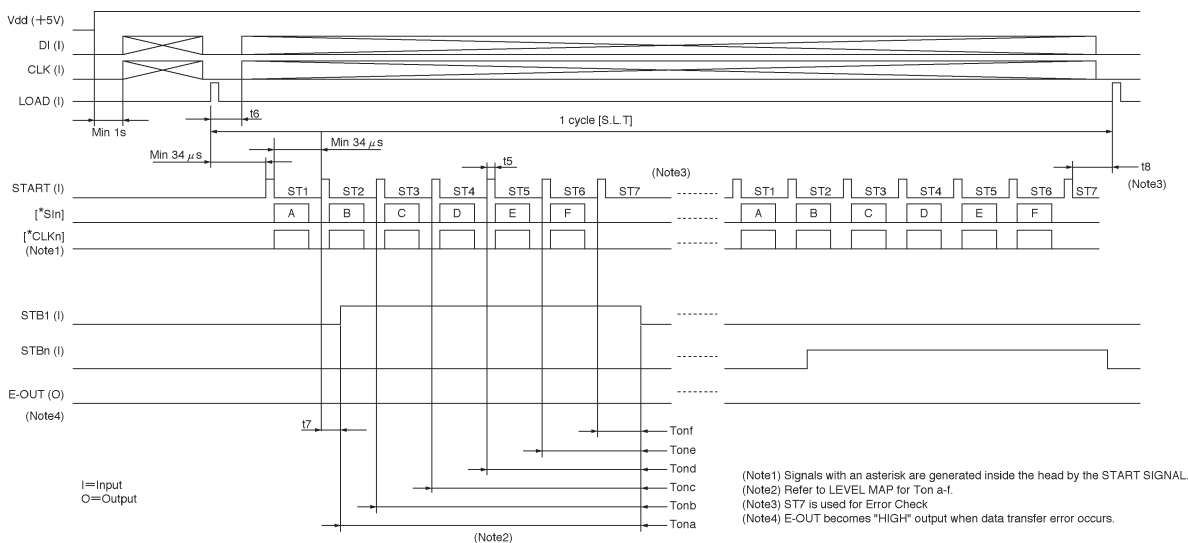 Vdd (+5V)
DI (I)
CLK (I)
LOAD (I)
t6
1 cycle [S.L.T]
Min 1s
Min 34 μs
Min 34 μs
t5
(Note3)
t8
(Note3)
START (I)
ST1 ST2 ST3 ST4 ST5 ST6 ST7
ST1 ST2 ST3 ST4 ST5 ST6 ST7
[*SIn]
A B C D E F
A B C D E F
[*CLKn]
(Note1)
STB1 (I)
STBn (I)
E-OUT (O)
(Note4)
t7
Tonf
Tone
Tond
Tonc
Tonb
Tona
(Note2)
I=Input
O=Output
(Note1) Signals with an asterisk are generated inside the head by the START SIGNAL.
(Note2) Refer to LEVEL MAP for Ton a-f.
(Note3) ST7 is used for Error Check
(Note4) E-OUT becomes "HIGH" output when data transfer error occurs.